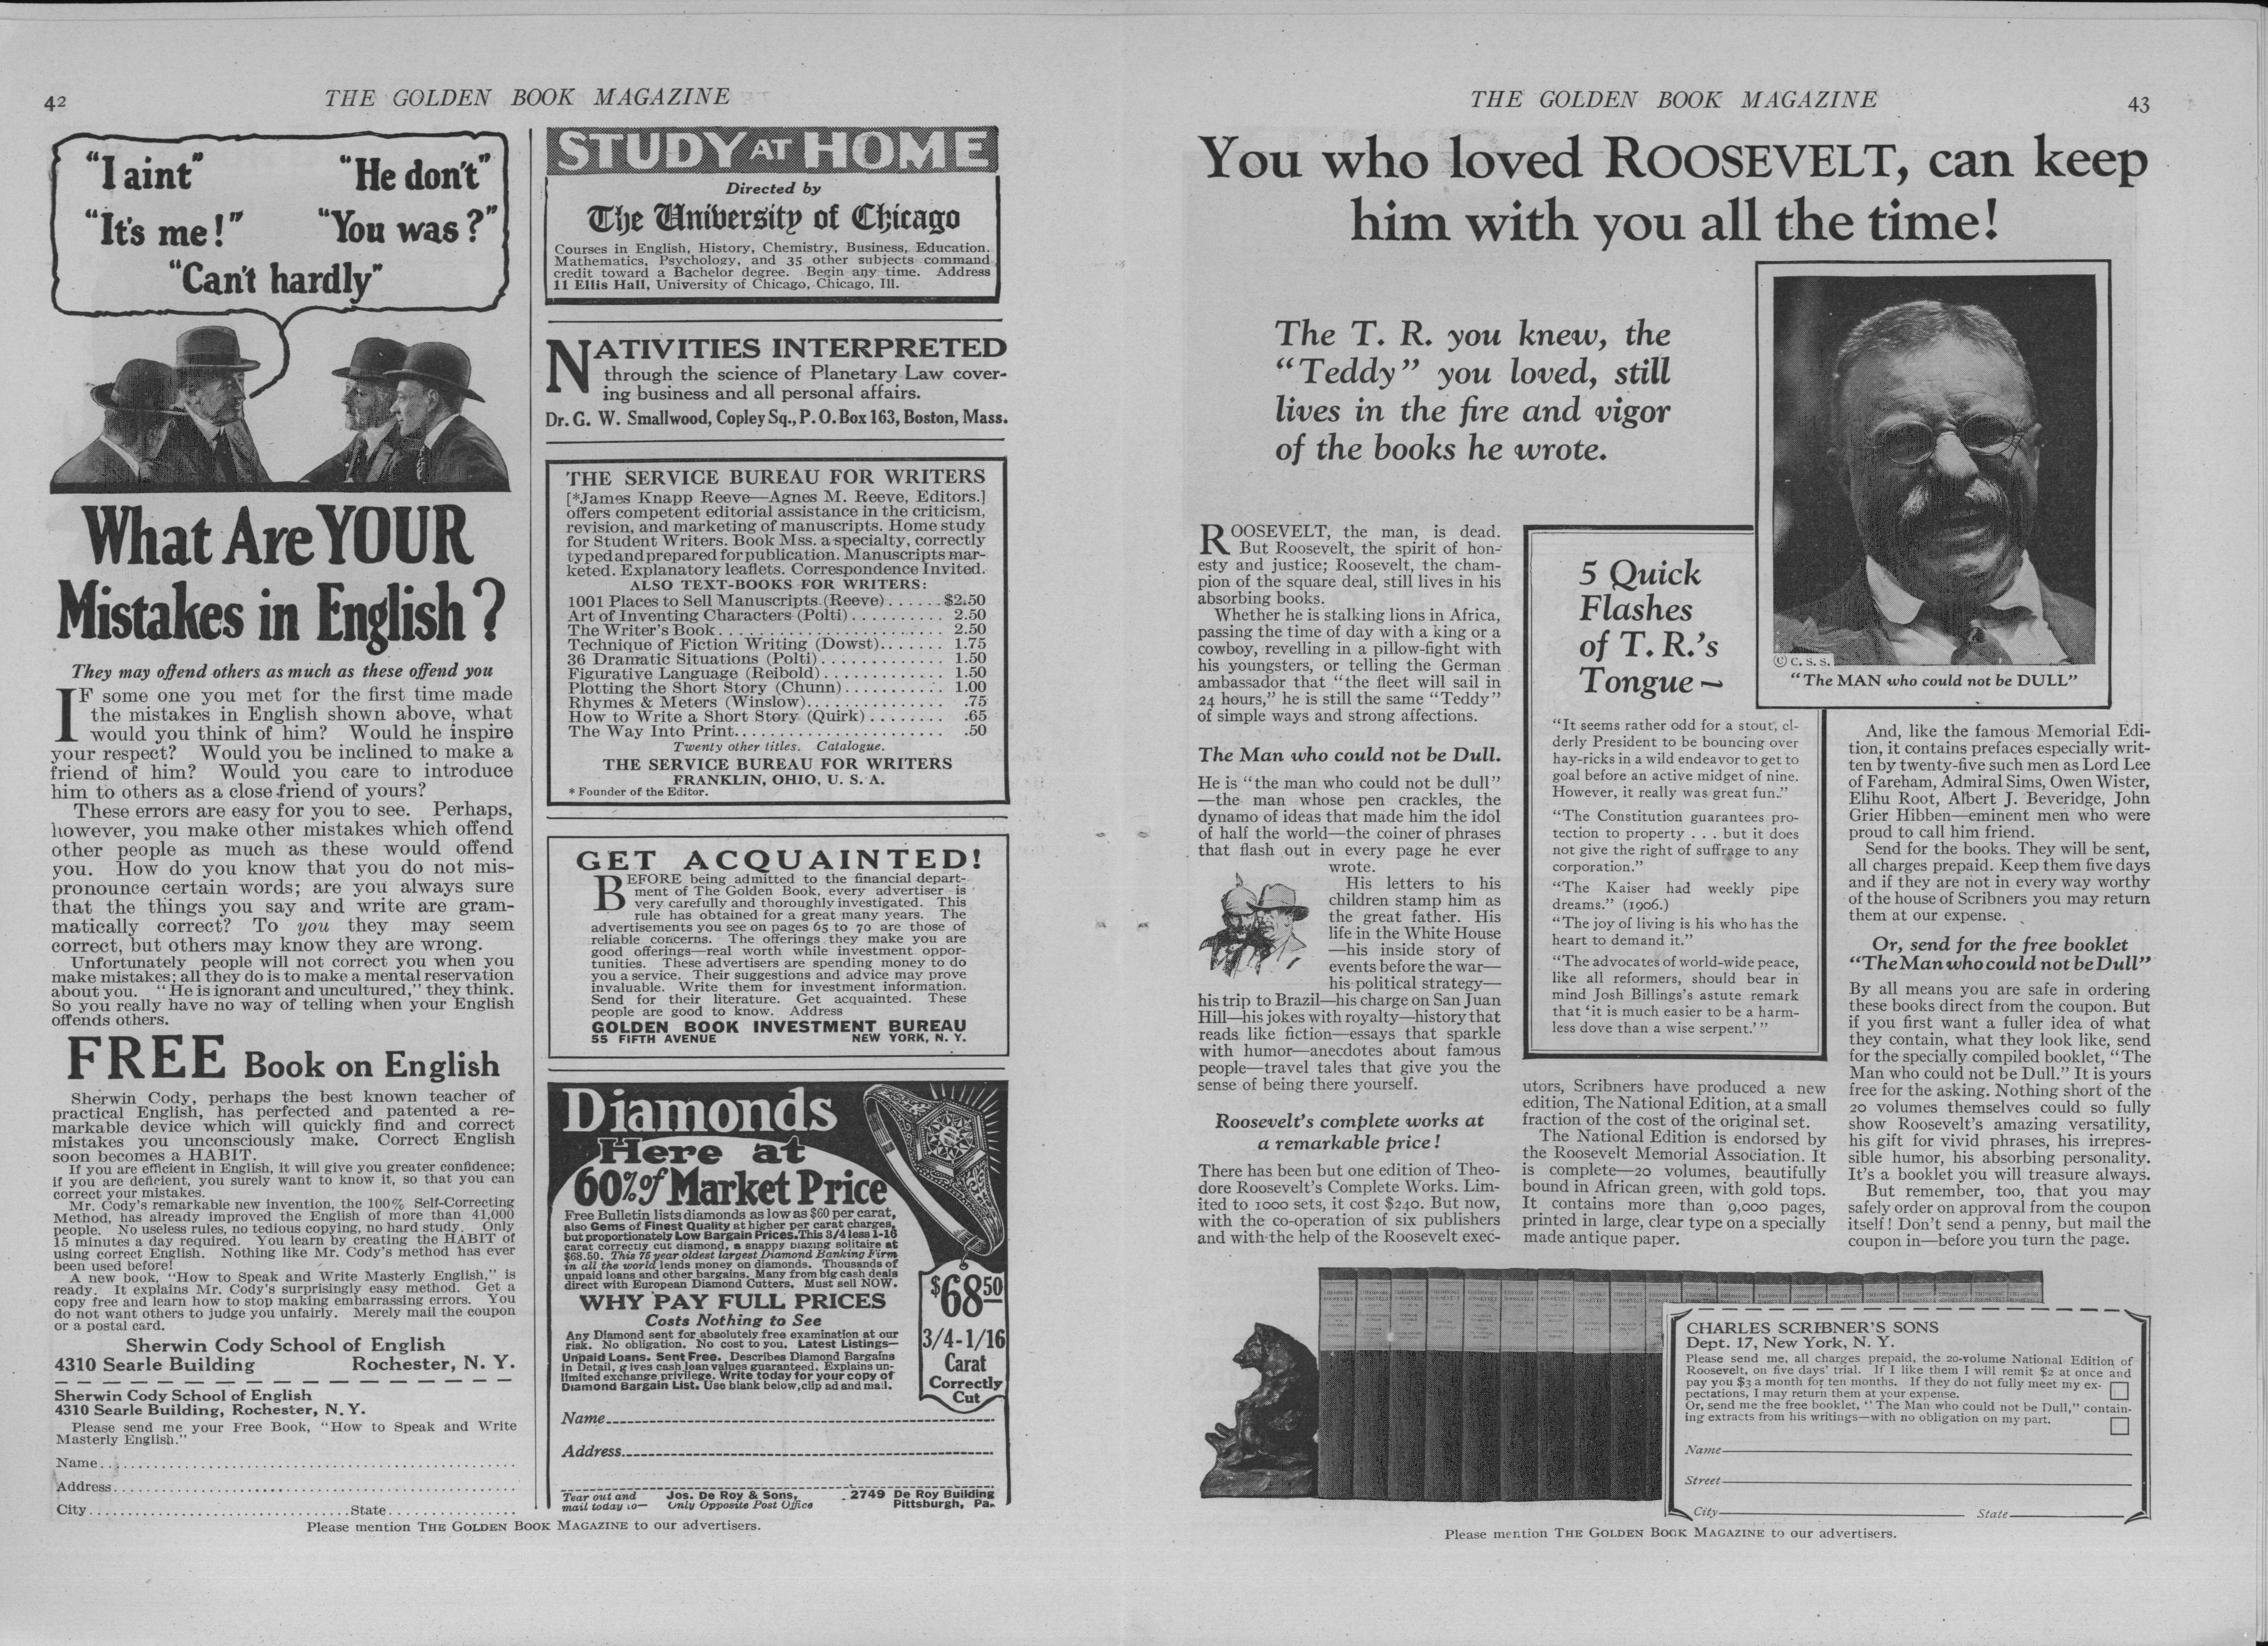 42
THE GOLDEN BOOK MAGAZINE
"I aint"
"He don't"
"It's me!"
"You was?"
"Can't hardly"
What Are YOUR
Mistakes in English?
They may offend others as much as these offend you
IF some one you met for the first time made
the mistakes in English shown above, what
would you think of him? Would he inspire
your respect? Would you be inclined to make a
friend of him? Would you care to introduce
him to others as a close friend of yours?
These errors are easy for you to see. Perhaps,
however, you make other mistakes which offend
other people as much as these would offend
you. How do you know that you do not mis-
pronounce certain words; are you always sure
that the things you say and write are gram-
matically correct? To you they may seem
correct, but others may know they are wrong.
Unfortunately people will not correct you when you
make mistakes; all they do is to make a mental reservation
about you. "He is ignorant and uncultured," they think.
So you really have no way of telling when your English
offends others.
FREE Book on English
Sherwin Cody, perhaps the best known teacher of
practical English, has perfected and patented a re-
markable device which will quickly find and correct
mistakes you unconsciously make. Correct English
soon becomes a HABIT.
If you are efficient in English, it will give you greater confidence;
if you are deficient, you surely want to know it, so that you can
correct your mistakes.
Mr. Cody's remarkable new invention, the 100% Self-Correcting
Method, has already improved the English of more than 41,000
people. No useless rules, no tedious copying, no hard study. Only
15 minutes a day required. You learn by creating the HABIT of
using correct English. Nothing like Mr. Cody's method has ever
been used before!
A new book, "How to Speak and Write Masterly English," is
ready. It explains Mr. Cody's surprisingly easy method. Get a
copy free and learn how to stop making embarrassing errors. You
do not want others to judge you unfairly. Merely mail the coupon
or a postal card.
Sherwin Cody School of English
4310 Searle Building Rochester, N. Y.
Sherwin Cody School of English
4310 Searle Building, Rochester, N. Y.
Please send me your Free Book, "How to Speak and Write
Masterly English."
Name
Address
City State
STUDY AT HOME
Directed by
The University of Chicago
Courses in English, History, Chemistry, Business, Education,
Mathematics, Psychology, and 35 other subjects command
credit toward a Bachelor degree. Begin any time. Address
11 Ellis Hall, University of Chicago, Chicago, Ill.
NATIVITIES INTERPRETED
through the science of Planetary Law cover-
ing business and all personal affairs.
Dr. G. W. Smallwood, Copley Sq., P. O. Box 163, Boston, Mass.
THE SERVICE BUREAU FOR WRITERS
[*James Knapp Reeve—Agnes M. Reeve, Editors.]
offers competent editorial assistance in the criticism,
revision, and marketing of manuscripts. Home study
for Student Writers. Book Mss. a specialty, correctly
typed and prepared for publication. Manuscripts mar-
keted. Explanatory leaflets. Correspondence Invited.
ALSO TEXT-BOOKS FOR WRITERS:
1001 Places to Sell Manuscripts (Reeve) ...... $2.50
Art of Inventing Characters (Polti) .......... 2.50
The Writer's Book ....................... 2.50
Technique of Fiction Writing (Dowst) ....... 1.75
36 Dramatic Situations (Polti) ............. 1.50
Figurative Language (Reibold) ............. 1.50
Plotting the Short Story (Chunn) ........... 1.00
Rhymes & Meters (Winslow) ............... .75
How to Write a Short Story (Quirk) ........ .65
The Way Into Print ...................... .50
Twenty other titles. Catalogue.
THE SERVICE BUREAU FOR WRITERS
FRANKLIN, OHIO, U. S. A.
* Founder of the Editor.
GET ACQUAINTED!
BEFORE being admitted to the financial depart-
ment of The Golden Book, every advertiser is
very carefully and thoroughly investigated. This
rule has obtained for a great many years. The
advertisements you see on pages 65 to 70 are those of
reliable concerns. The offerings they make you are
good offerings—real worth while investment oppor-
tunities. These advertisers are spending money to do
you a service. Their suggestions and advice may prove
invaluable. Write them for investment information.
Send for their literature. Get acquainted. These
people are good to know. Address
GOLDEN BOOK INVESTMENT BUREAU
55 FIFTH AVENUE NEW YORK, N. Y.
Diamonds
Here at
60% of Market Price
Free Bulletin lists diamonds as low as $60 per carat,
also Gems of Finest Quality at higher per carat charges,
but proportionately Low Bargain Prices. This 3/4 less 1-16
carat correctly cut diamond, a snappy blazing solitaire at
$68.50. This 75 year oldest largest Diamond Banking Firm
in all the world lends money on diamonds. Thousands of
unpaid loans and other bargains. Many from big cash deals
direct with European Diamond Cutters. Must sell NOW.
WHY PAY FULL PRICES
Costs Nothing to See
Any Diamond sent for absolutely free examination at our
risk. No obligation. No cost to you. Latest Listings—
Unpaid Loans. Sent Free. Describes Diamond Bargains
in Detail, gives cash loan values guaranteed. Explains un-
limited exchange privilege. Write today for your copy of
Diamond Bargain List. Use blank below, clip ad and mail.
$68.50
3/4-1/16
Carat
Correctly
Cut
Name
Address
Tear out and Jos. De Roy & Sons, 2749 De Roy Building
mail today to— Only Opposite Post Office Pittsburgh, Pa.
Please mention THE GOLDEN BOOK MAGAZINE to our advertisers.
THE GOLDEN BOOK MAGAZINE
43
You who loved ROOSEVELT, can keep
him with you all the time!
The T. R. you knew, the
"Teddy" you loved, still
lives in the fire and vigor
of the books he wrote.
© C. S. S.
"The MAN who could not be DULL"
ROOSEVELT, the man, is dead.
But Roosevelt, the spirit of hon-
esty and justice; Roosevelt, the cham-
pion of the square deal, still lives in his
absorbing books.
Whether he is stalking lions in Africa,
passing the time of day with a king or a
cowboy, revelling in a pillow-fight with
his youngsters, or telling the German
ambassador that "the fleet will sail in
24 hours," he is still the same "Teddy"
of simple ways and strong affections.
The Man who could not be Dull.
He is "the man who could not be dull"
—the man whose pen crackles, the
dynamo of ideas that made him the idol
of half the world—the coiner of phrases
that flash out in every page he ever
wrote.
His letters to his
children stamp him as
the great father. His
life in the White House
—his inside story of
events before the war—
his political strategy—
his trip to Brazil—his charge on San Juan
Hill—his jokes with royalty—history that
reads like fiction—essays that sparkle
with humor—anecdotes about famous
people—travel tales that give you the
sense of being there yourself.
Roosevelt's complete works at
a remarkable price!
There has been but one edition of Theo-
dore Roosevelt's Complete Works. Lim-
ited to 1000 sets, it cost $240. But now,
with the co-operation of six publishers
and with the help of the Roosevelt exec-
5 Quick
Flashes
of T. R.'s
Tongue—
"It seems rather odd for a stout, el-
derly President to be bouncing over
hay-ricks in a wild endeavor to get to
goal before an active midget of nine.
However, it really was great fun."
"The Constitution guarantees pro-
tection to property . . . but it does
not give the right of suffrage to any
corporation."
"The Kaiser had weekly pipe
dreams." (1906.)
"The joy of living is his who has the
heart to demand it."
"The advocates of world-wide peace,
like all reformers, should bear in
mind Josh Billings's astute remark
that 'it is much easier to be a harm-
less dove than a wise serpent.'"
utors, Scribners have produced a new
edition, The National Edition, at a small
fraction of the cost of the original set.
The National Edition is endorsed by
the Roosevelt Memorial Association. It
is complete—20 volumes, beautifully
bound in African green, with gold tops.
It contains more than 9,000 pages,
printed in large, clear type on a specially
made antique paper.
And, like the famous Memorial Edi-
tion, it contains prefaces especially writ-
ten by twenty-five such men as Lord Lee
of Fareham, Admiral Sims, Owen Wister,
Elihu Root, Albert J. Beveridge, John
Grier Hibben—eminent men who were
proud to call him friend.
Send for the books. They will be sent,
all charges prepaid. Keep them five days
and if they are not in every way worthy
of the house of Scribners you may return
them at our expense.
Or, send for the free booklet
"The Man who could not be Dull"
By all means you are safe in ordering
these books direct from the coupon. But
if you first want a fuller idea of what
they contain, what they look like, send
for the specially compiled booklet, "The
Man who could not be Dull." It is yours
free for the asking. Nothing short of the
20 volumes themselves could so fully
show Roosevelt's amazing versatility,
his gift for vivid phrases, his irrepres-
sible humor, his absorbing personality.
It's a booklet you will treasure always.
But remember, too, that you may
safely order on approval from the coupon
itself! Don't send a penny, but mail the
coupon in—before you turn the page.
CHARLES SCRIBNER'S SONS
Dept. 17, New York, N. Y.
Please send me, all charges prepaid, the 20-volume National Edition of
Roosevelt, on five days' trial. If I like them I will remit $2 at once and
pay you $3 a month for ten months. If they do not fully meet my ex-
pectations, I may return them at your expense.
Or, send me the free booklet, "The Man who could not be Dull," contain-
ing extracts from his writings—with no obligation on my part.
Name
Street
City State
Please mention THE GOLDEN BOOK MAGAZINE to our advertisers.